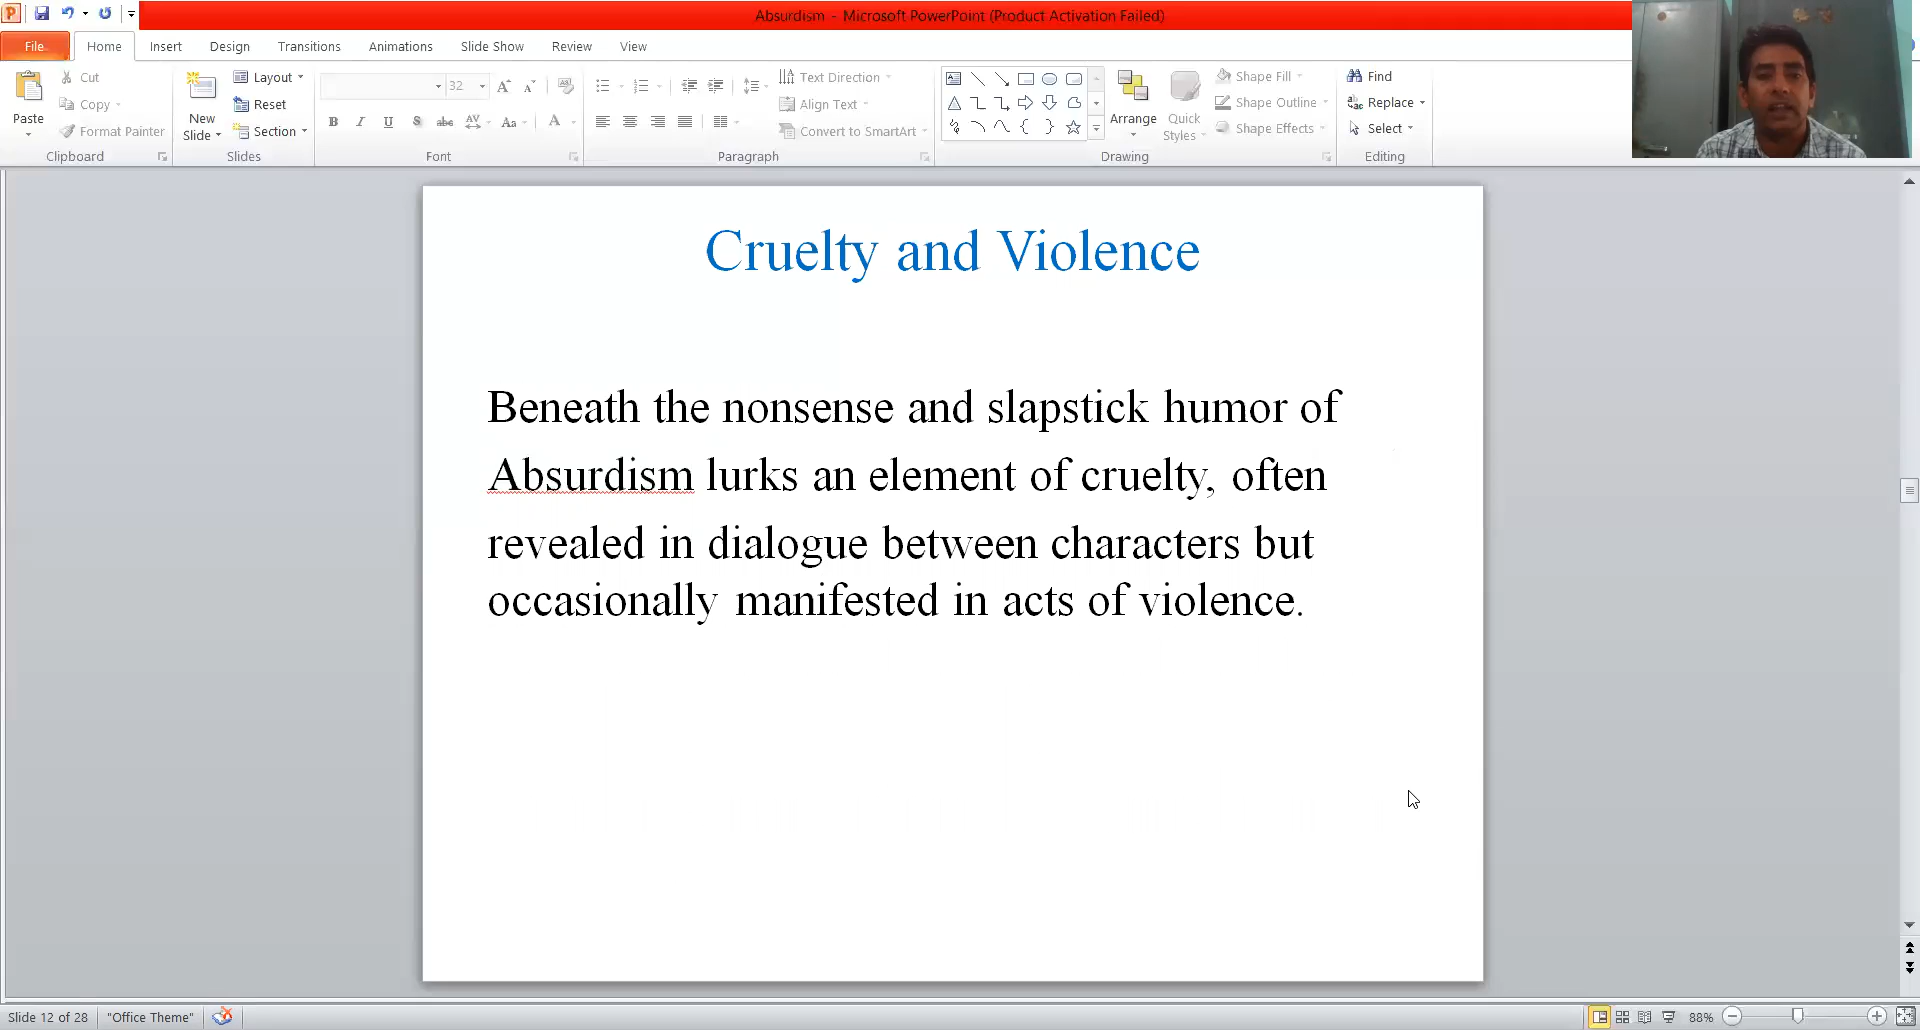 Absurdism - Microsoft PowerPoint (Product Activation Failed)
File Home Insert Design Transitions Animations Slide Show Review View
Paste
Cut
Copy
Format Painter
Clipboard
New
Slide
Layout
Reset
Section
Slides
32
B I U S abc AV Aa A
Font
Text Direction
Align Text
Convert to SmartArt
Paragraph
Arrange
Quick
Styles
Shape Fill
Shape Outline
Shape Effects
Drawing
Find
Replace
Select
Editing
Cruelty and Violence
Beneath the nonsense and slapstick humor of
Absurdism lurks an element of cruelty, often
revealed in dialogue between characters but
occasionally manifested in acts of violence.
Slide 12 of 28 "Office Theme" 88%